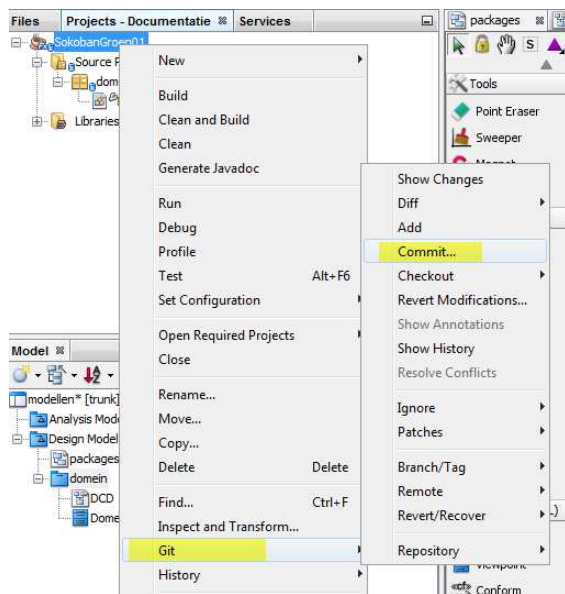 Files Projects - Documentatie Services
SokobanGroep01
Source P
dom
Libraries
New
Build
Clean and Build
Clean
Generate Javadoc
Run
Debug
Profile
Test Alt+F6
Set Configuration
Open Required Projects
Close
Rename...
Move...
Copy...
Delete Delete
Find... Ctrl+F
Inspect and Transform...
Git
History
Show Changes
Diff
Add
Commit...
Checkout
Revert Modifications...
Show Annotations
Show History
Resolve Conflicts
Ignore
Patches
Branch/Tag
Remote
Revert/Recover
Repository
packages
S
Tools
Point Eraser
Sweeper
Magnet
L)
Viewpoint
Conform
Model
modellen* [trunk]
Analysis Mod
Design Model
packages
domein
DCD
Dome